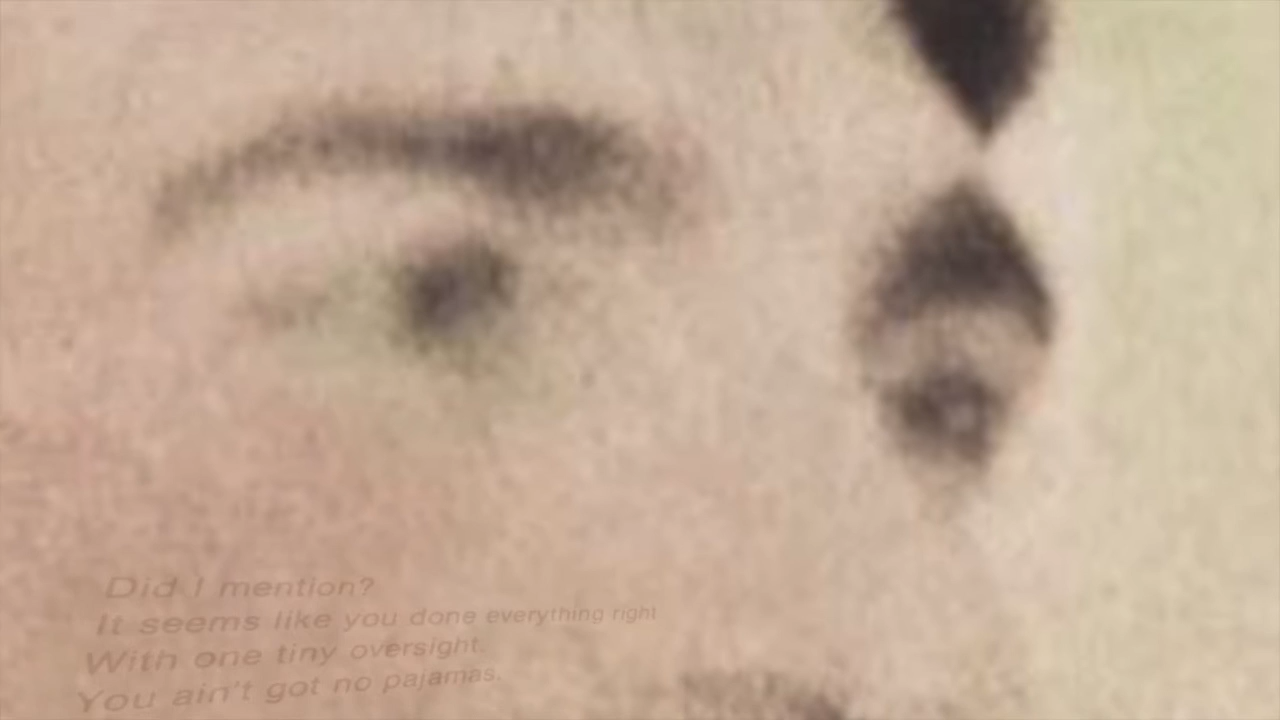 Did I mention?
It seems like you done everything right
With one tiny oversight.
You ain't got no pajamas.